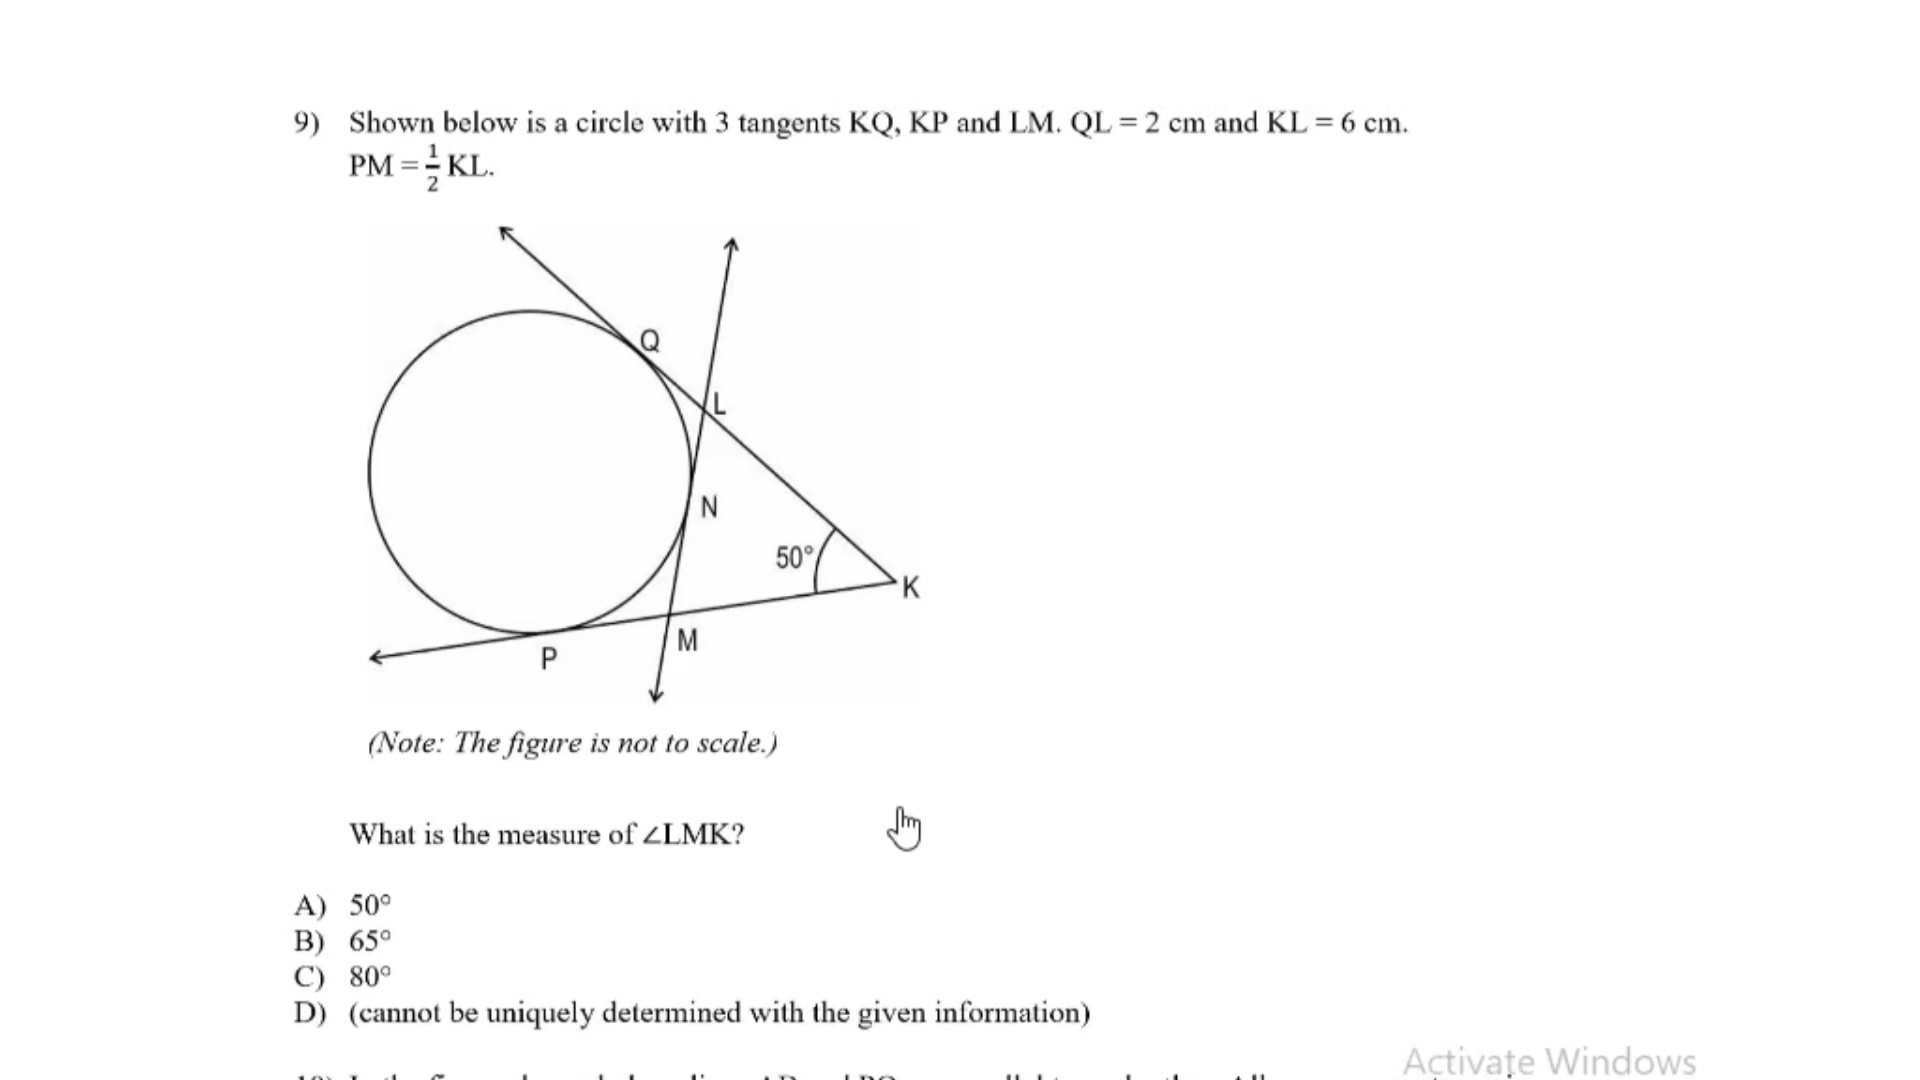 9) Shown below is a circle with 3 tangents KQ, KP and LM. QL = 2 cm and KL = 6 cm.
PM = 1/2 KL.
Q
L
N
50°
K
M
P
(Note: The figure is not to scale.)
What is the measure of ∠LMK?
A) 50°
B) 65°
C) 80°
D) (cannot be uniquely determined with the given information)
Activate Windows